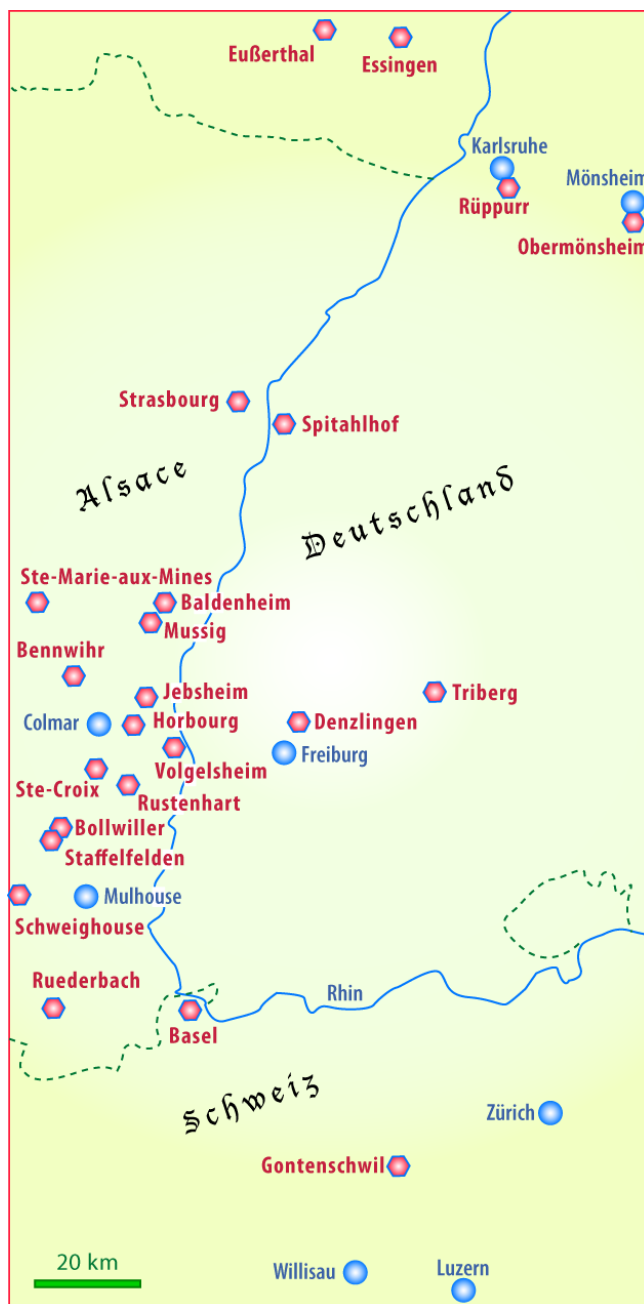 Eußerthal
Essingen
Karlsruhe
Rüppurr
Mönsheim
Obermönsheim
Strasbourg
Spitahlhof
Alsace
Deutschland
Ste-Marie-aux-Mines
Baldenheim
Mussig
Bennwihr
Jebsheim
Triberg
Colmar
Horbourg
Denzlingen
Volgelsheim
Freiburg
Ste-Croix
Rustenhart
Bollwiller
Staffelfelden
Mulhouse
Schweighouse
Ruederbach
Rhin
Basel
Schweiz
Zürich
Gontenschwil
20 km
Willisau
Luzern